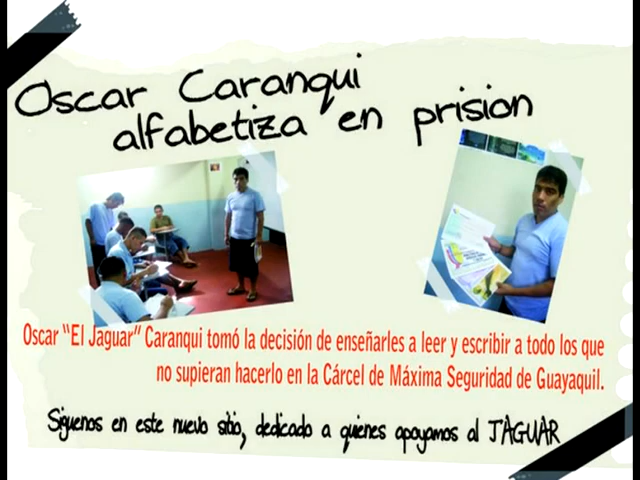 Oscar Caranqui
alfabetiza en prision
Oscar "El Jaguar" Caranqui tomó la decisión de enseñarles a leer y escribir a todo los que
no supieran hacerlo en la Cárcel de Máxima Seguridad de Guayaquil.
Siguenos en este nuevo sitio, dedicado a quienes apoyamos al JAGUAR